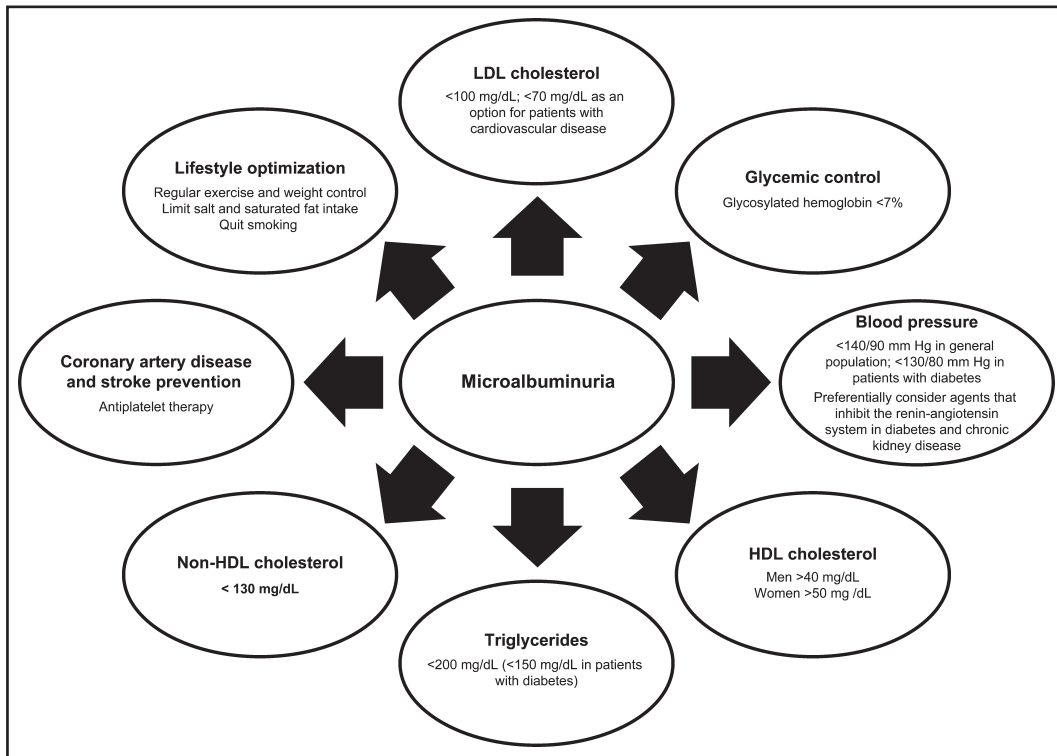 LDL cholesterol
<100 mg/dL; <70 mg/dL as an
option for patients with
cardiovascular disease
Lifestyle optimization
Regular exercise and weight control
Limit salt and saturated fat intake
Quit smoking
Glycemic control
Glycosylated hemoglobin <7%
Coronary artery disease
and stroke prevention
Antiplatelet therapy
Microalbuminuria
Blood pressure
<140/90 mm Hg in general
population; <130/80 mm Hg in
patients with diabetes
Preferentially consider agents that
inhibit the renin-angiotensin
system in diabetes and chronic
kidney disease
Non-HDL cholesterol
< 130 mg/dL
HDL cholesterol
Men >40 mg/dL
Women >50 mg /dL
Triglycerides
<200 mg/dL (<150 mg/dL in patients
with diabetes)